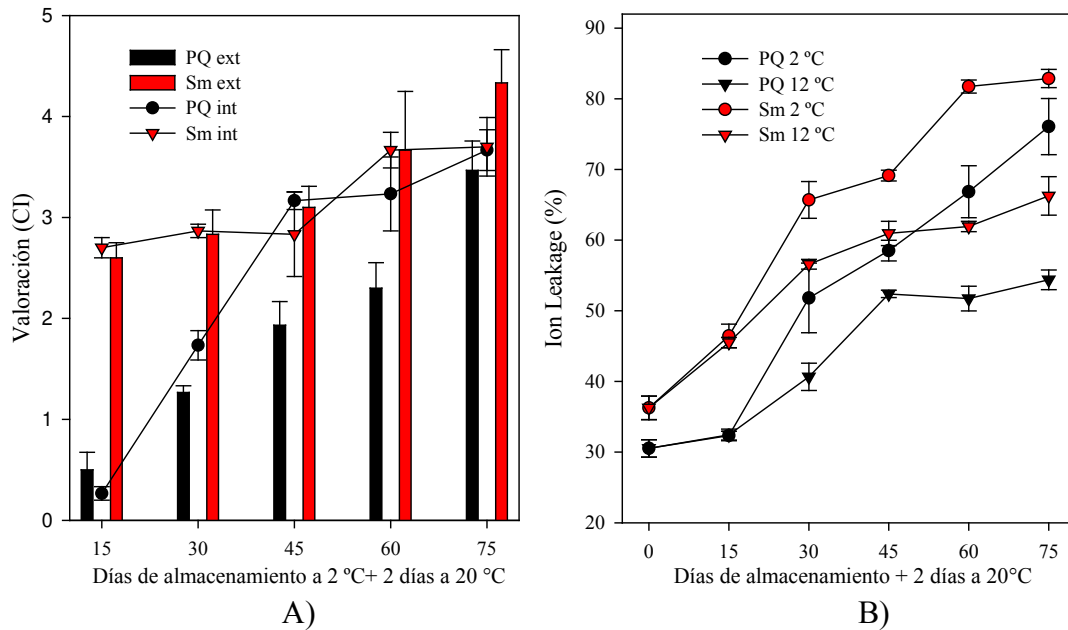 5
4
3
2
1
0
Valoración (CI)
PQ ext
Sm ext
PQ int
Sm int
15 30 45 60 75
Días de almacenamiento a 2 ºC+ 2 días a 20 °C
A)
90
80
70
60
50
40
30
20
Ion Leakage (%)
PQ 2 ºC
PQ 12 ºC
Sm 2 ºC
Sm 12 ºC
0 15 30 45 60 75
Días de almacenamiento + 2 días a 20°C
B)